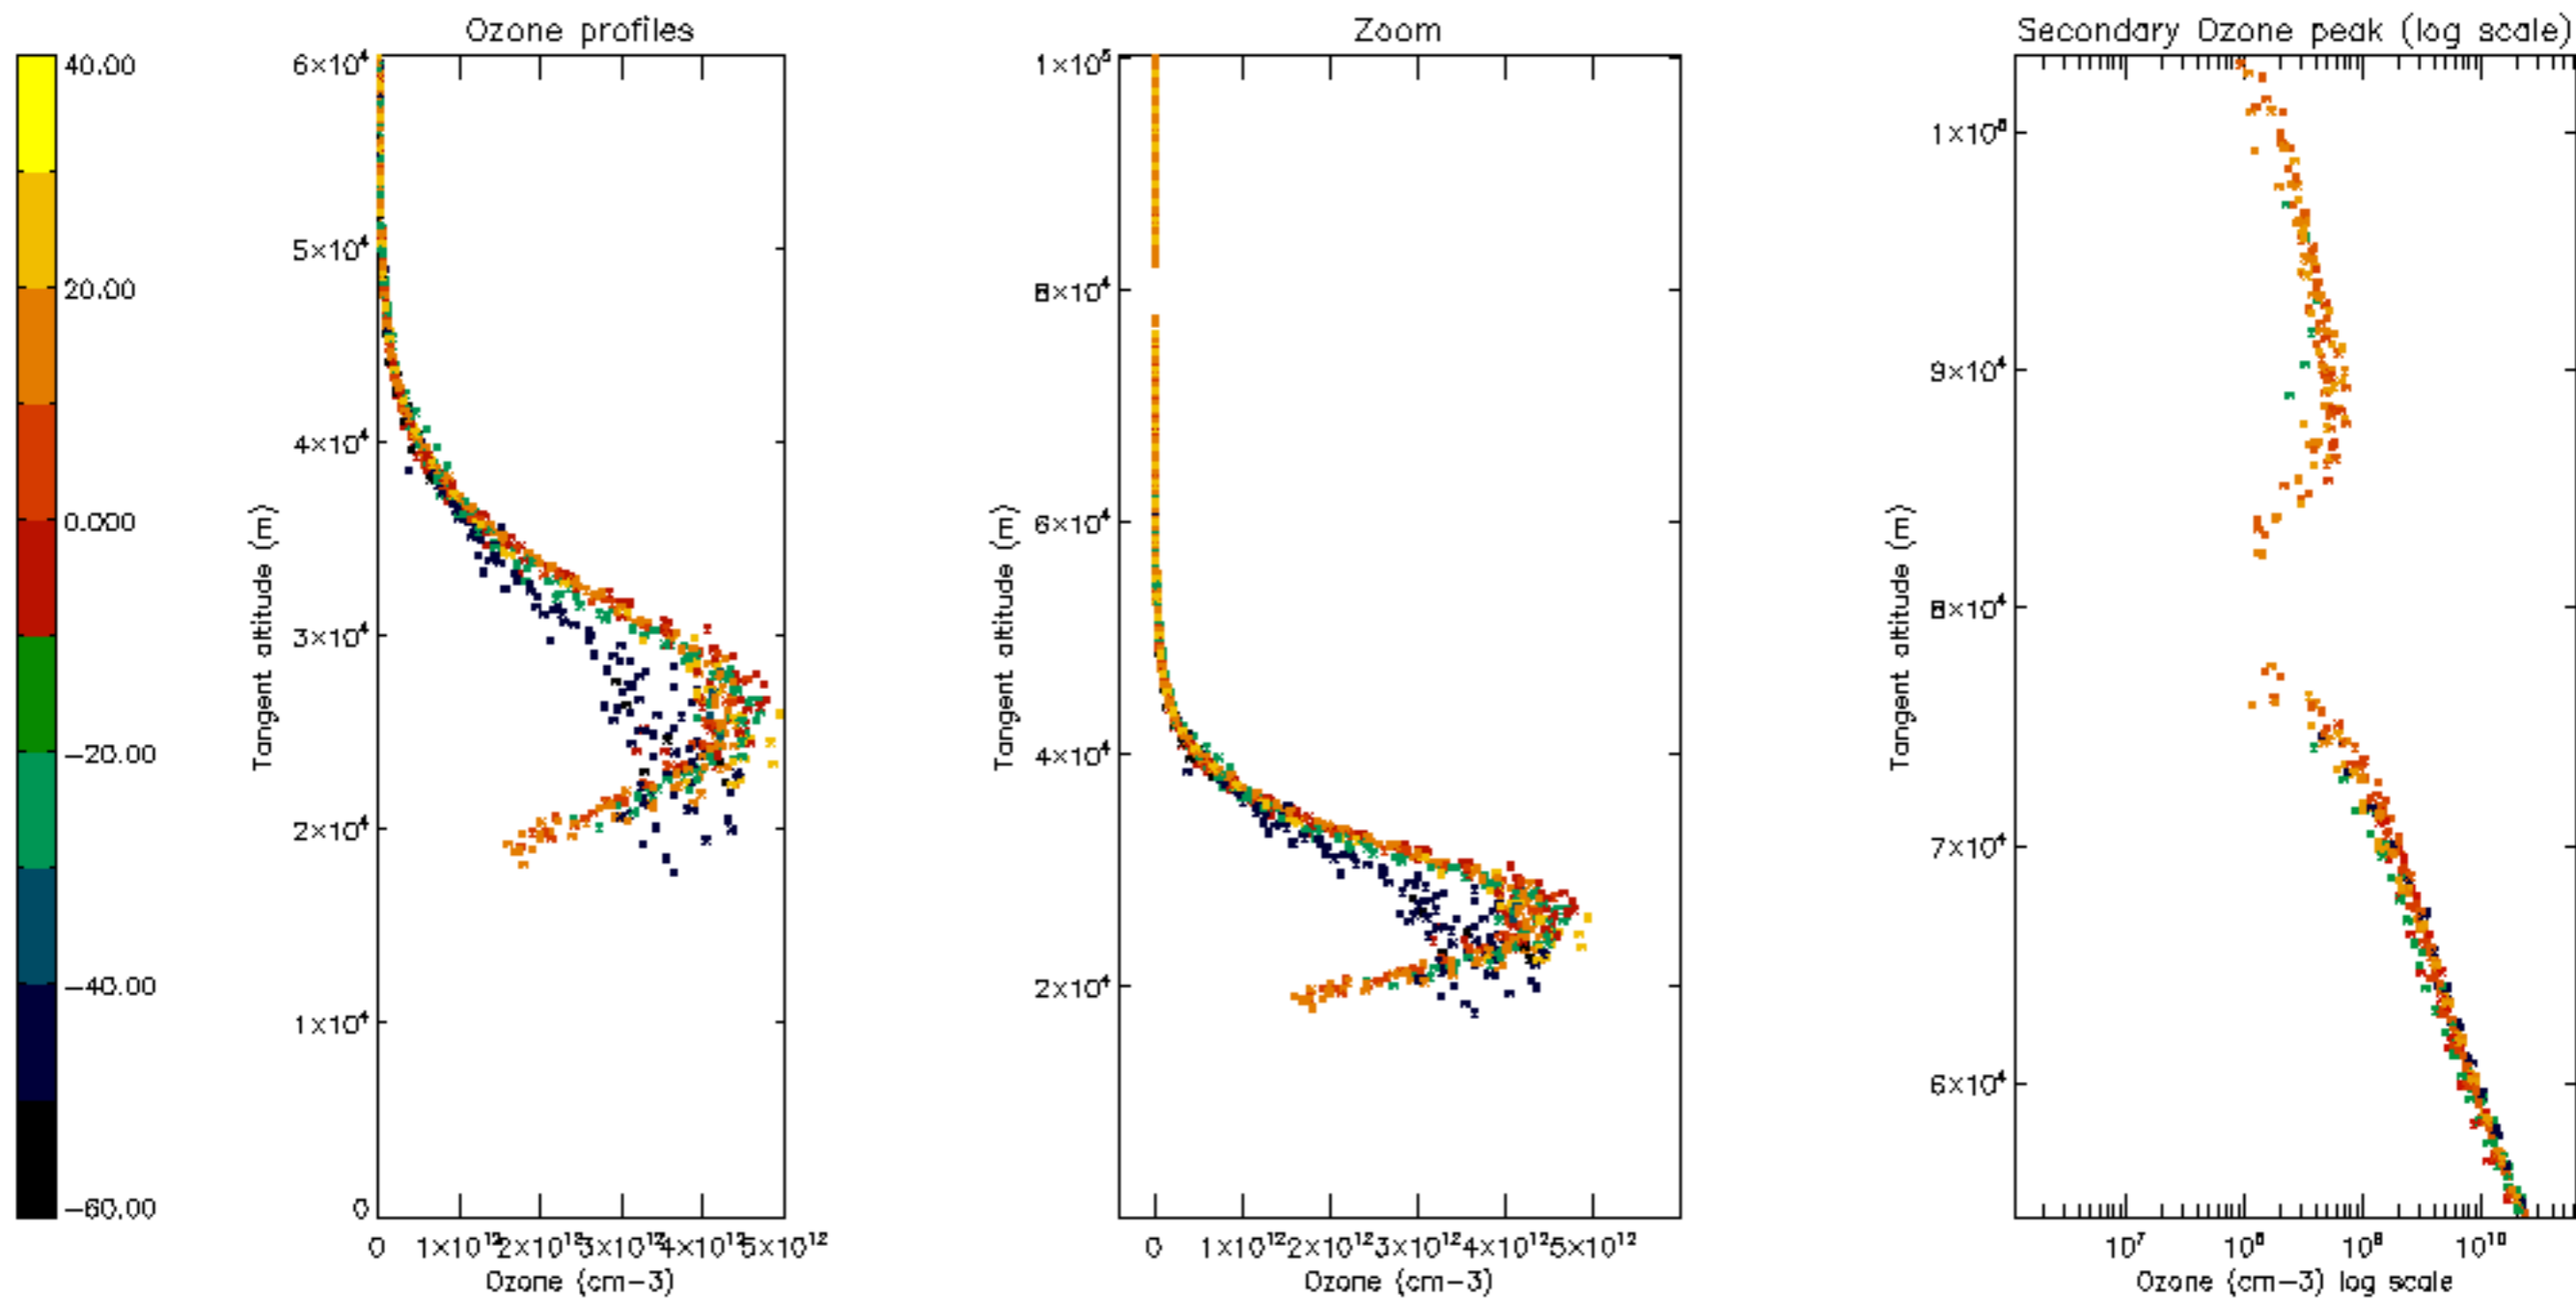 Ozone profiles
Zoom
Secondary Ozone peak (log scale)
40.00
20.00
0.000
-20.00
-40.00
-60.00
6×10⁴
5×10⁴
4×10⁴
3×10⁴
2×10⁴
1×10⁴
0
Tangent altitude (m)
0 1×10¹² 2×10¹² 3×10¹² 4×10¹² 5×10¹²
Ozone (cm-3)
1×10⁵
8×10⁴
6×10⁴
4×10⁴
2×10⁴
Tangent altitude (m)
0 1×10¹² 2×10¹² 3×10¹² 4×10¹² 5×10¹²
Ozone (cm-3)
1×10⁵
9×10⁴
8×10⁴
7×10⁴
6×10⁴
Tangent altitude (m)
10⁷ 10⁸ 10⁹ 10¹⁰
Ozone (cm-3) log scale